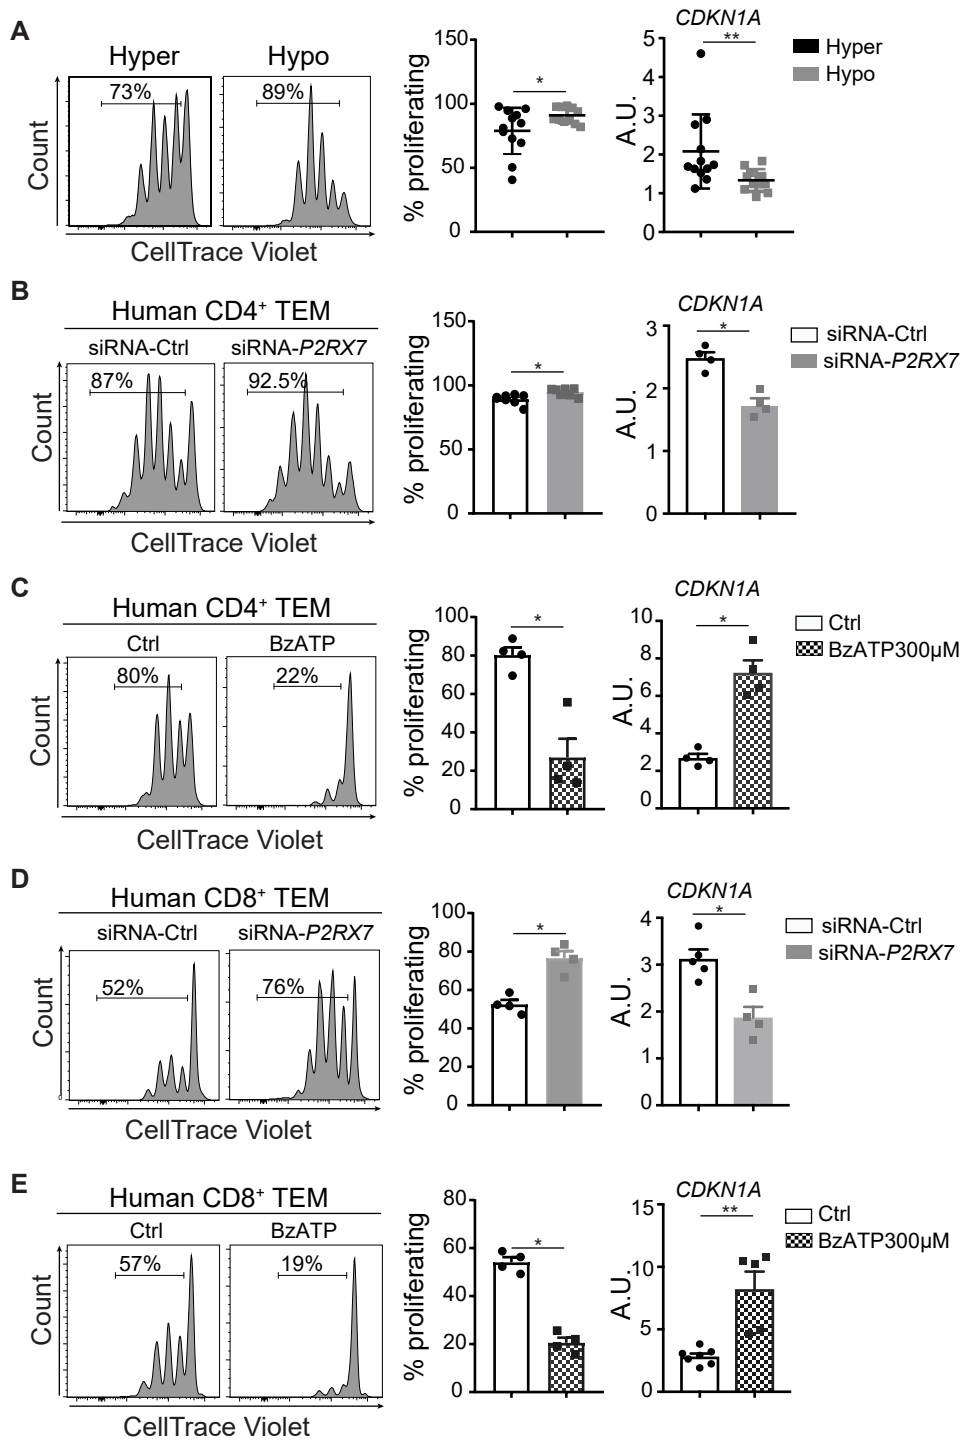 A
Hyper
Hypo
73%
89%
Count
CellTrace Violet
% proliferating
150
100
50
0
*
CDKN1A
**
A.U.
5
4
3
2
1
0
Hyper
Hypo
B
Human CD4⁺ TEM
siRNA-Ctrl
siRNA-P2RX7
87%
92.5%
Count
CellTrace Violet
% proliferating
150
100
50
0
*
CDKN1A
*
A.U.
3
2
1
0
siRNA-Ctrl
siRNA-P2RX7
C
Human CD4⁺ TEM
Ctrl
BzATP
80%
22%
Count
CellTrace Violet
% proliferating
100
80
60
40
20
0
*
CDKN1A
*
A.U.
10
8
6
4
2
0
Ctrl
BzATP300µM
D
Human CD8⁺ TEM
siRNA-Ctrl
siRNA-P2RX7
52%
76%
Count
0
CellTrace Violet
% proliferating
100
80
60
40
20
0
*
CDKN1A
*
A.U.
4
3
2
1
0
siRNA-Ctrl
siRNA-P2RX7
E
Human CD8⁺ TEM
Ctrl
BzATP
57%
19%
Count
CellTrace Violet
% proliferating
80
60
40
20
0
*
CDKN1A
**
A.U.
15
10
5
0
Ctrl
BzATP300µM